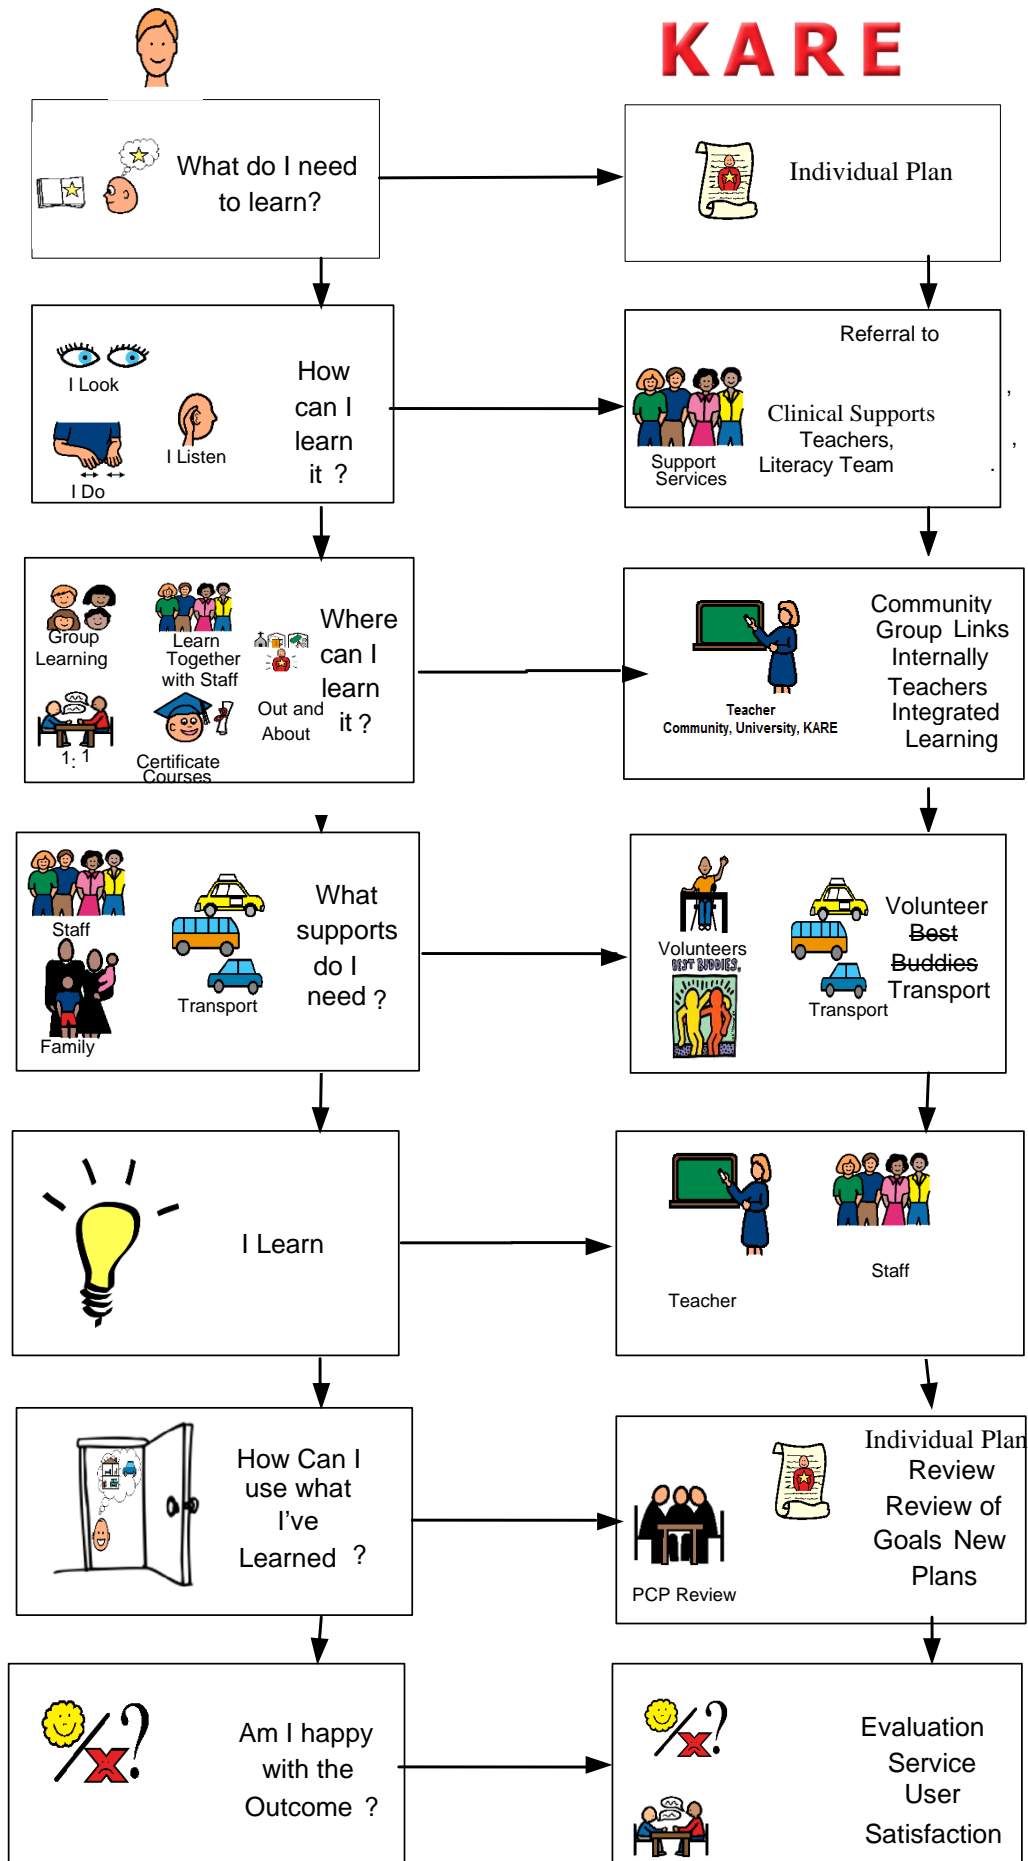 KARE
What do I need
to learn?
Individual Plan
I Look
I Listen
I Do
How
can I
learn
it ?
Referral to
,
Clinical Supports
Teachers,
,
Literacy Team
.
Support
Services
Group
Learning
Learn
Together
with Staff
1: 1
Certificate
Courses
Out and
About
Where
can I
learn
it ?
Teacher
Community, University, KARE
Community
Group Links
Internally
Teachers
Integrated
Learning
Staff
Family
Transport
What
supports
do I
need ?
Volunteers
BEST BUDDIES.
Transport
Volunteer
Best
Buddies
Transport
I Learn
Teacher
Staff
How Can I
use what
I've
Learned ?
PCP Review
Individual Plan
Review
Review of
Goals New
Plans
?
Am I happy
with the
Outcome ?
?
Evaluation
Service
User
Satisfaction